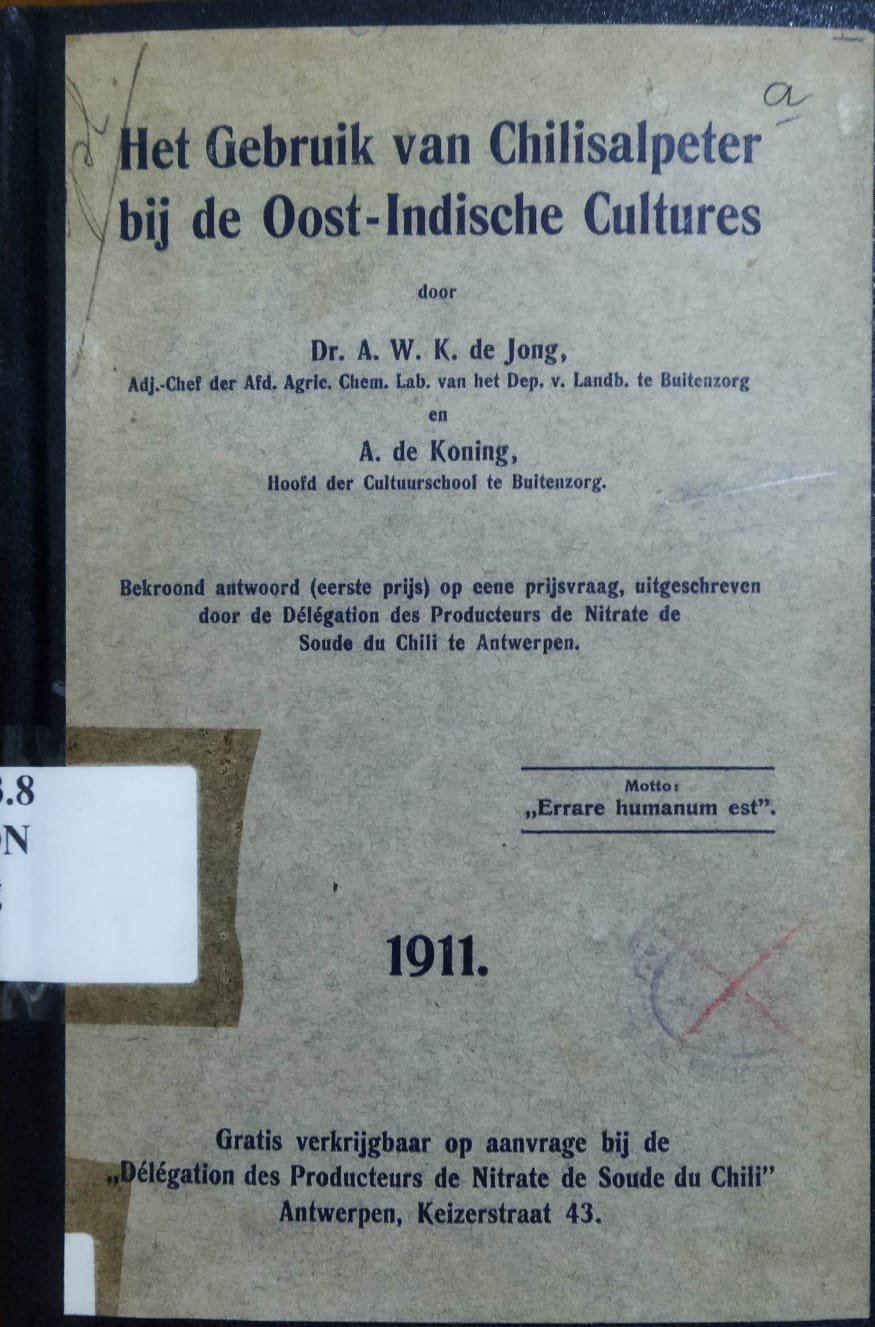 a
Het Gebruik van Chilisalpeter
bij de Oost-Indische Cultures
door
Dr. A. W. K. de Jong,
Adj.-Chef der Afd. Agric. Chem. Lab. van het Dep. v. Landb. te Buitenzorg
en
A. de Koning,
Hoofd der Cultuurschool te Buitenzorg.
Bekroond antwoord (eerste prijs) op eene prijsvraag, uitgeschreven
door de Délégation des Producteurs de Nitrate de
Soude du Chili te Antwerpen.
Motto:
„Errare humanum est”.
.8
N
1911.
Gratis verkrijgbaar op aanvrage bij de
„Délégation des Producteurs de Nitrate de Soude du Chili”
Antwerpen, Keizerstraat 43.